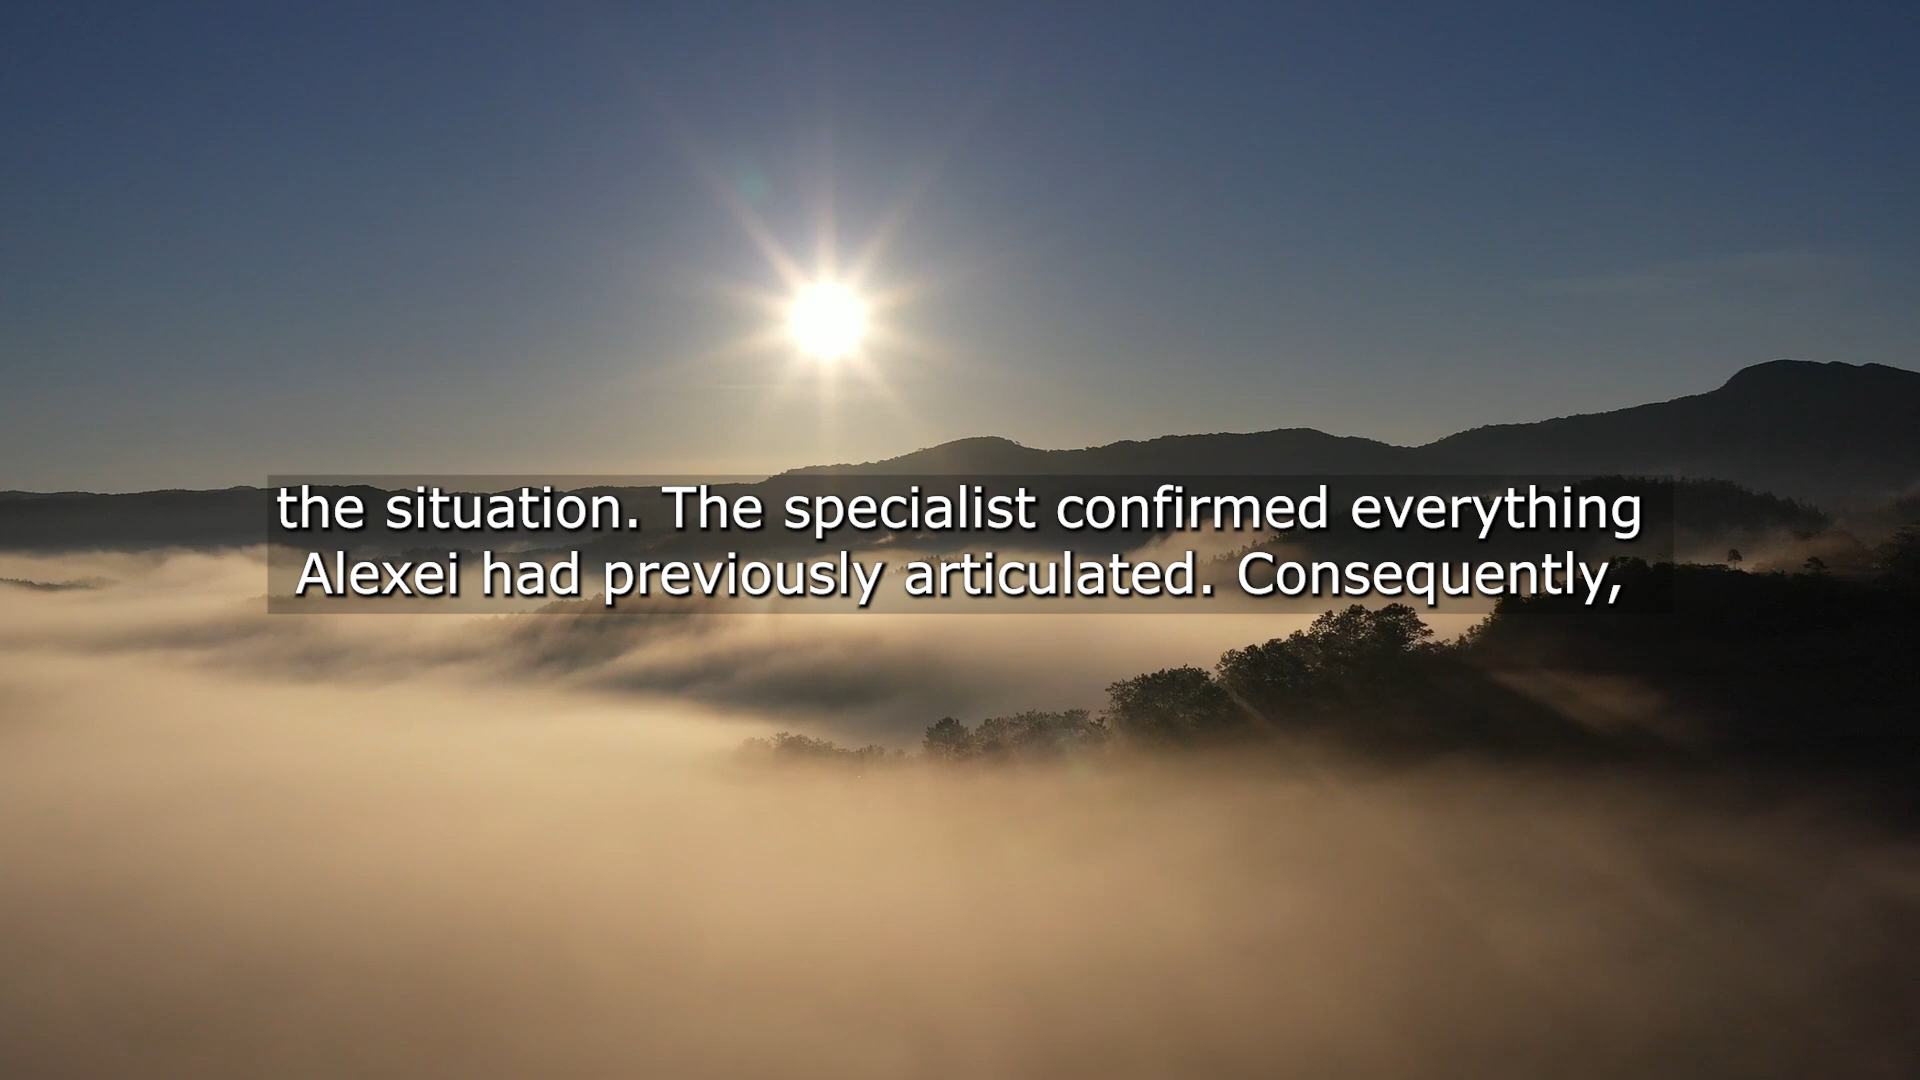 the situation. The specialist confirmed everything
Alexei had previously articulated. Consequently,